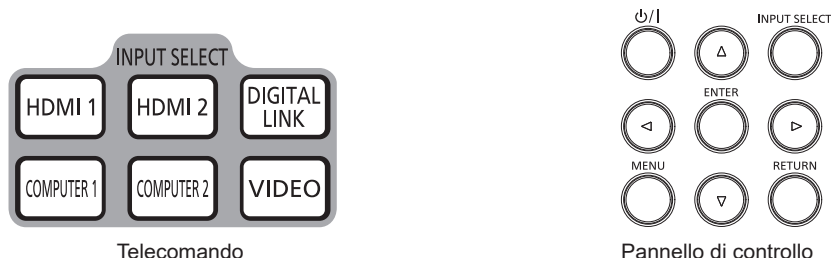 INPUT SELECT
HDMI 1 HDMI 2 DIGITAL LINK
COMPUTER 1 COMPUTER 2 VIDEO
Telecomando
⏻/I INPUT SELECT
ENTER
MENU RETURN
Pannello di controllo